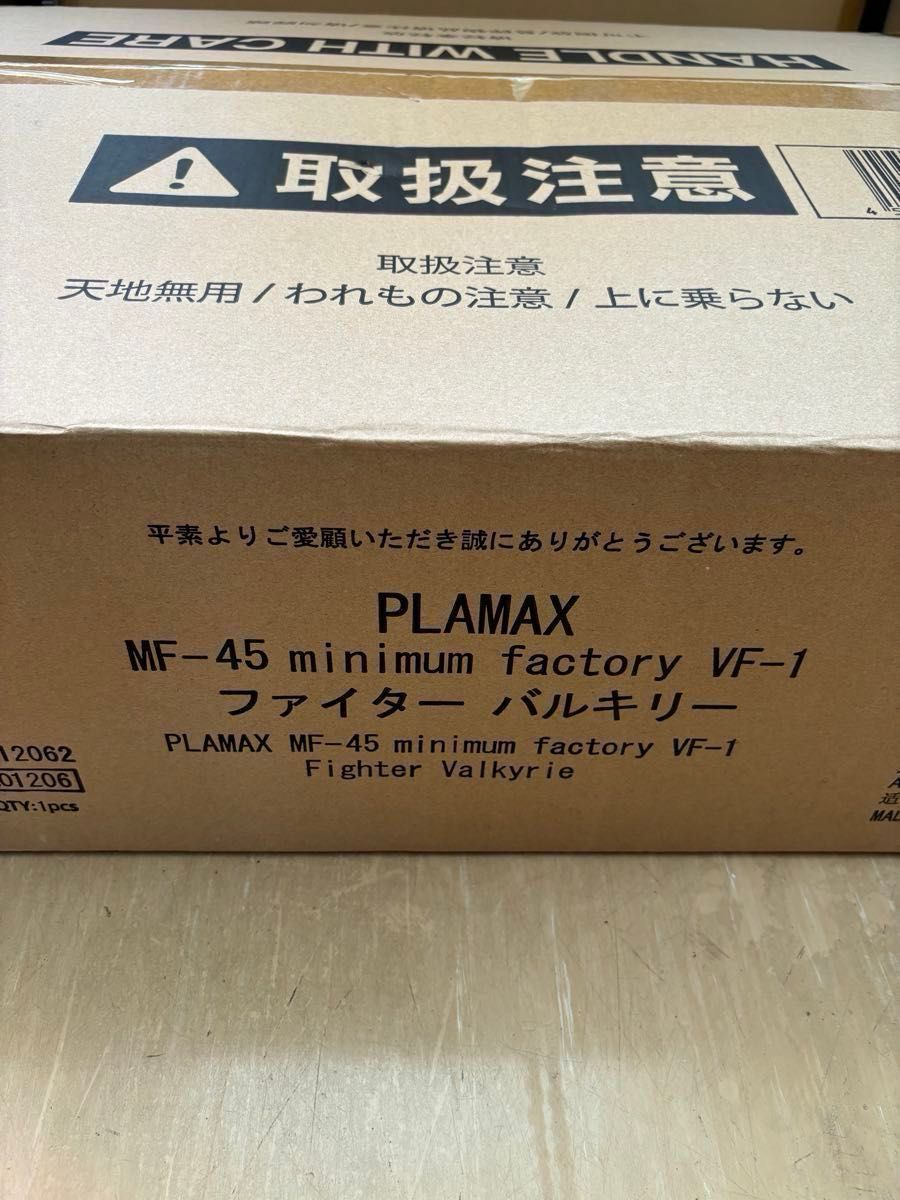 HANDLE WITH CARE
取扱注意
取扱注意
天地無用/われもの注意/上に乗らない
4
平素よりご愛顧いただき誠にありがとうございます。
PLAMAX
MF-45 minimum factory VF-1
ファイター バルキリー
PLAMAX MF-45 minimum factory VF-1
Fighter Valkyrie
12062
01206
QTY:1pcs
A
适
MAD